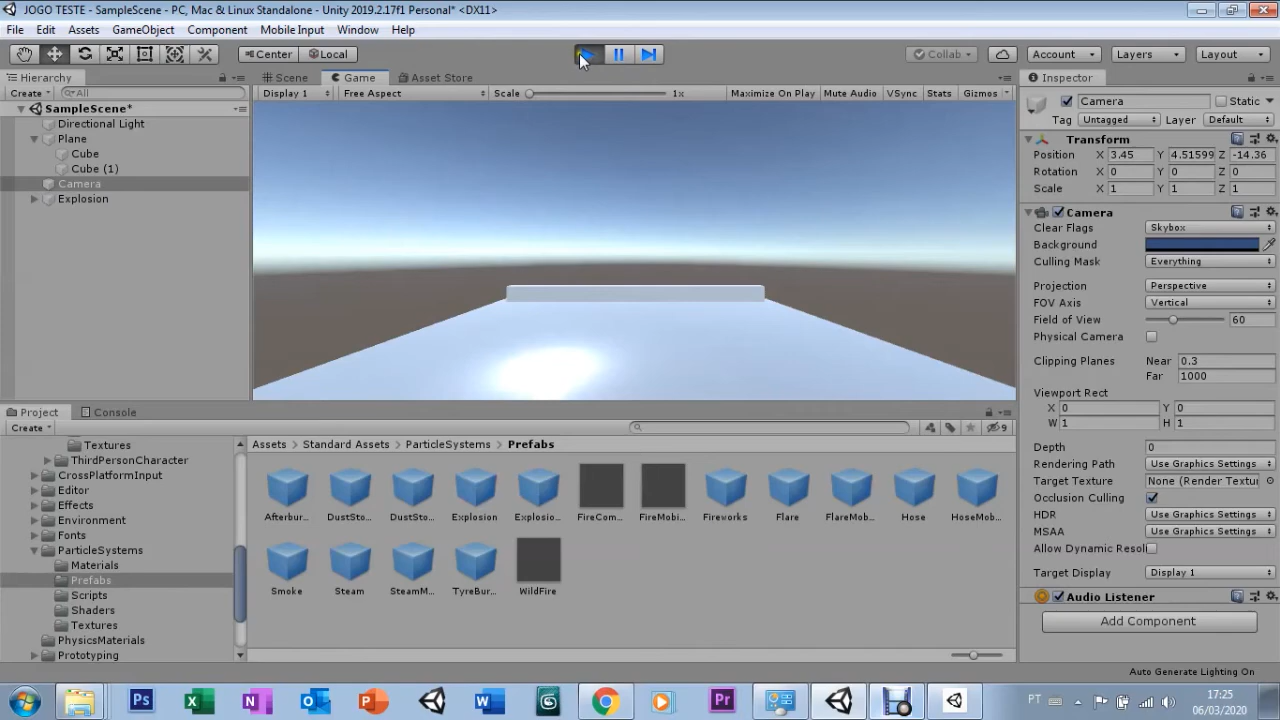 JOGO TESTE - SampleScene - PC, Mac & Linux Standalone - Unity 2019.2.17f1 Personal* <DX11>
File Edit Assets GameObject Component Mobile Input Window Help
Center Local Collab Account Layers Layout
Hierarchy
Create All
SampleScene*
Directional Light
Plane
Cube
Cube (1)
Camera
Explosion
Scene Game Asset Store
Display 1 Free Aspect Scale 1x Maximize On Play Mute Audio VSync Stats Gizmos
Inspector
Camera Static
Tag Untagged Layer Default
Transform
Position X 3.45 Y 4.51599 Z -14.36
Rotation X 0 Y 0 Z 0
Scale X 1 Y 1 Z 1
Camera
Clear Flags Skybox
Background
Culling Mask Everything
Projection Perspective
FOV Axis Vertical
Field of View 60
Physical Camera
Clipping Planes Near 0.3
Far 1000
Viewport Rect
X 0 Y 0
W 1 H 1
Depth 0
Rendering Path Use Graphics Settings
Target Texture None (Render Textur
Occlusion Culling
HDR Use Graphics Settings
MSAA Use Graphics Settings
Allow Dynamic Resol
Target Display Display 1
Audio Listener
Add Component
Auto Generate Lighting On
Project Console
Create 9
Textures
ThirdPersonCharacter
CrossPlatformInput
Editor
Effects
Environment
Fonts
ParticleSystems
Materials
Prefabs
Scripts
Shaders
Textures
PhysicsMaterials
Prototyping
Assets Standard Assets ParticleSystems Prefabs
Afterbur... DustSto... DustSto... Explosion Explosio... FireCom... FireMobi... Fireworks Flare FlareMob... Hose HoseMob...
Smoke Steam SteamM... TyreBur... WildFire
Ps X N O P W Pr
PT 17:25
06/03/2020